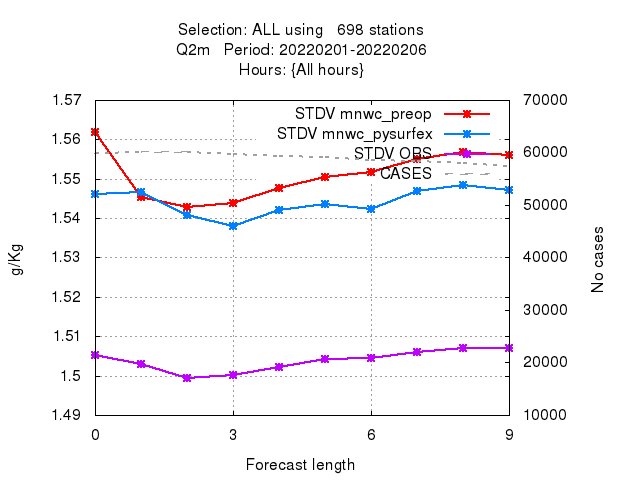 Selection: ALL using   698 stations
Q2m   Period: 20220201-20220206
Hours: {All hours}
STDV mnwc_preop
STDV mnwc_pysurfex
STDV OBS
CASES
1.57
1.56
1.55
1.54
1.53
1.52
1.51
1.5
1.49
70000
60000
50000
40000
30000
20000
10000
g/Kg
No cases
0 3 6 9
Forecast length